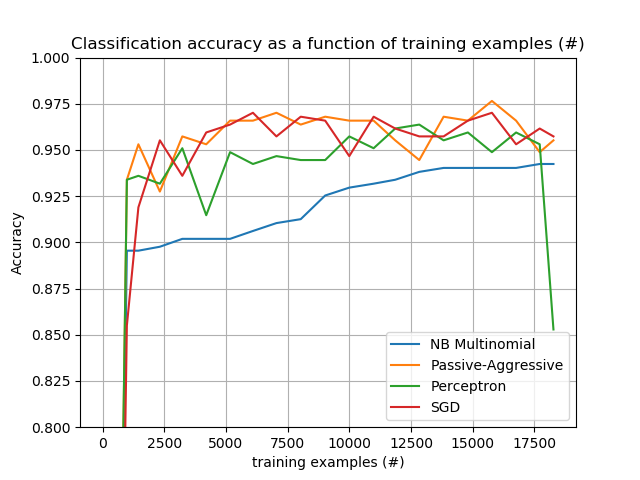 Classification accuracy as a function of training examples (#)
1.000
0.975
0.950
0.925
0.900
0.875
0.850
0.825
0.800
Accuracy
NB Multinomial
Passive-Aggressive
Perceptron
SGD
0 2500 5000 7500 10000 12500 15000 17500
training examples (#)